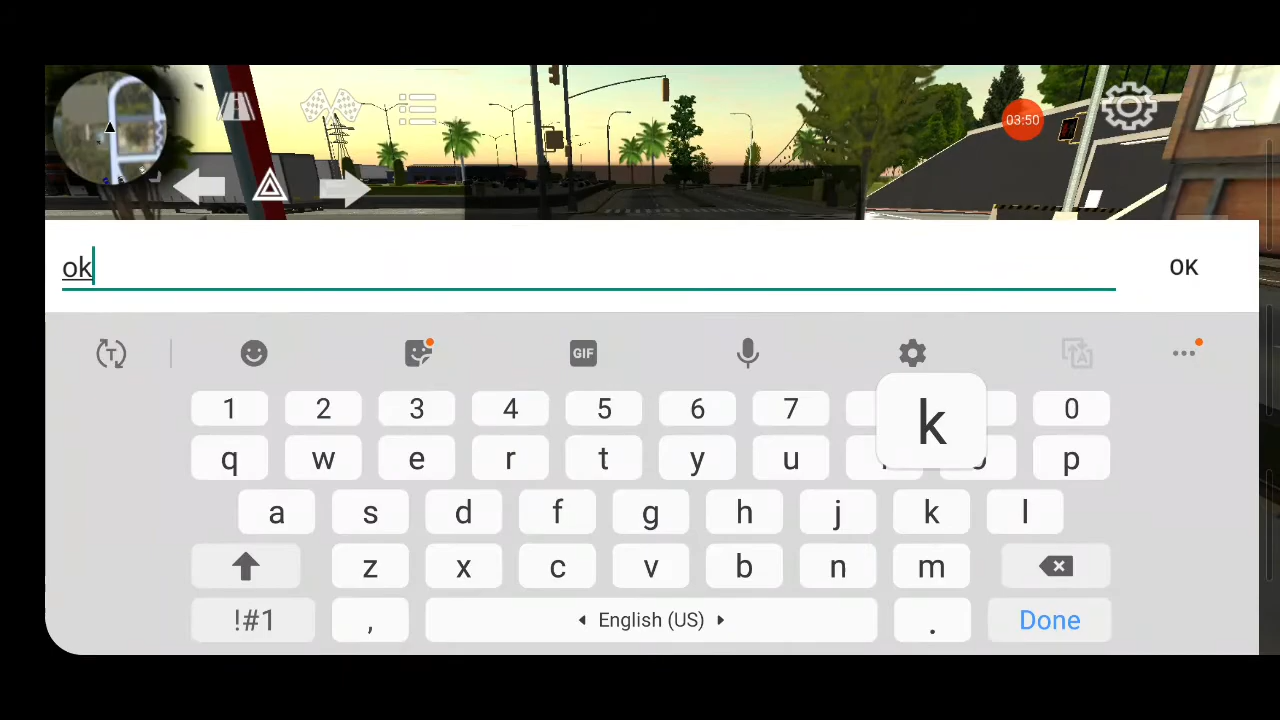 03:50
ok
OK
T
GIF
A
k
1 2 3 4 5 6 7 0
q w e r t y u p
a s d f g h j k l
z x c v b n m
!#1 , English (US) . Done